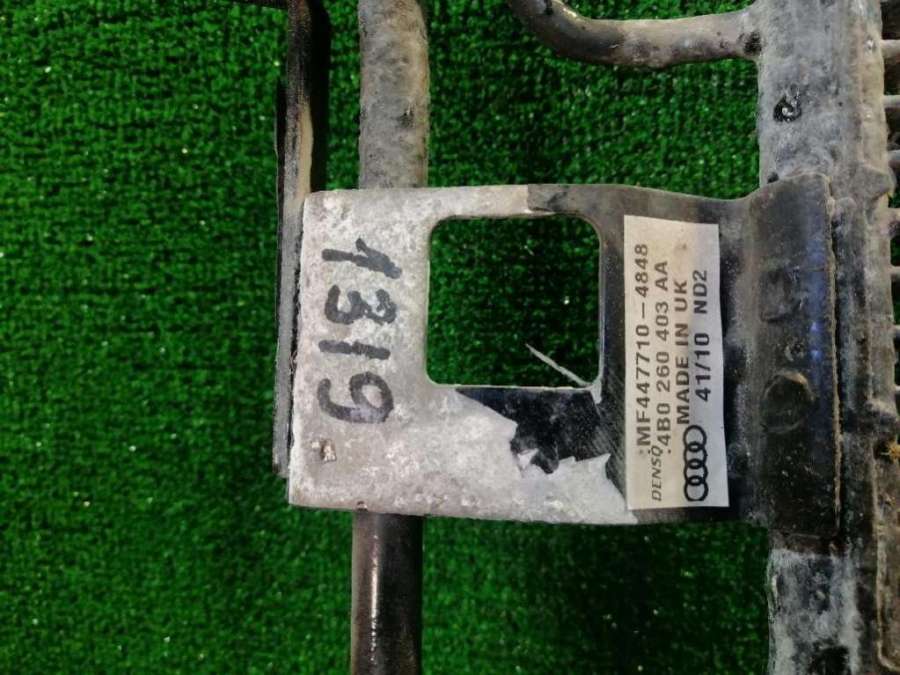 1319
MF447710-4848
DENSO 4B0 260 403 AA
MADE IN UK
41/10 ND2